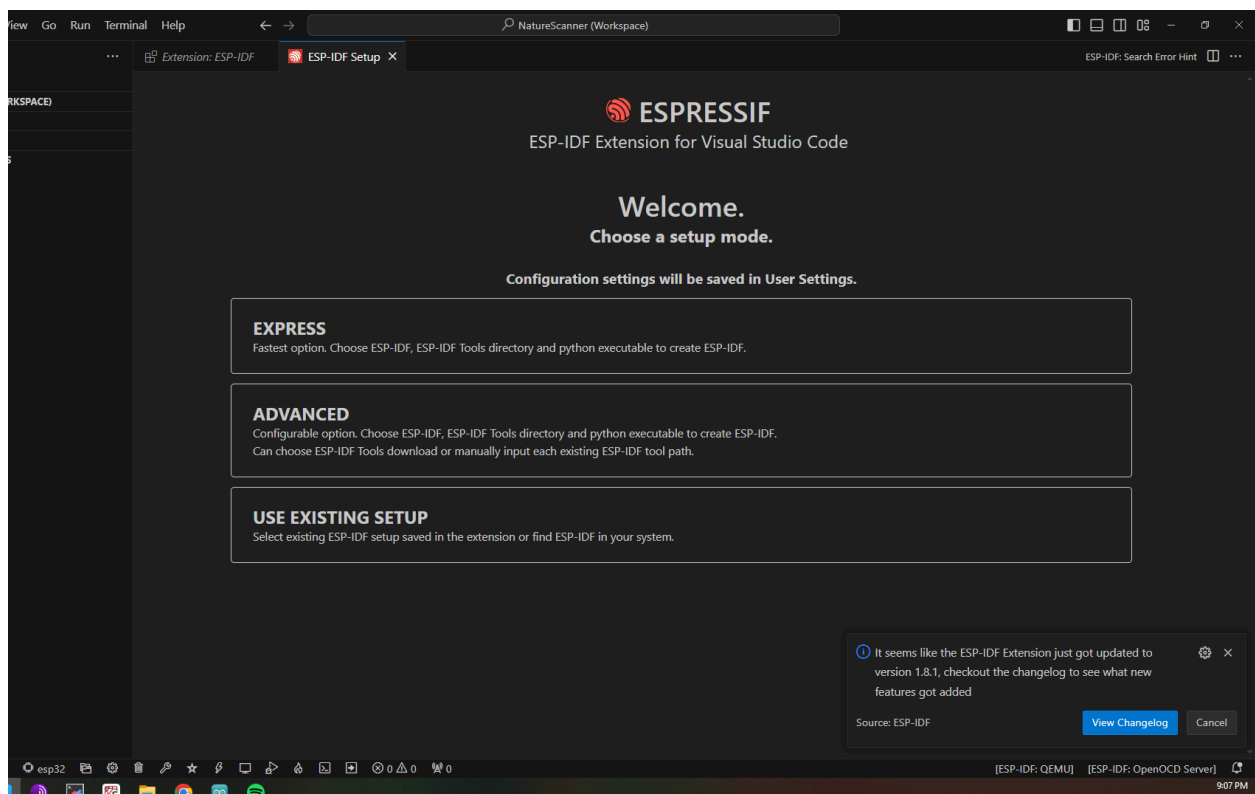 View Go Run Terminal Help
NatureScanner (Workspace)
Extension: ESP-IDF
ESP-IDF Setup
ESP-IDF: Search Error Hint
RKSPACE)
S
ESPRESSIF
ESP-IDF Extension for Visual Studio Code
Welcome.
Choose a setup mode.
Configuration settings will be saved in User Settings.
EXPRESS
Fastest option. Choose ESP-IDF, ESP-IDF Tools directory and python executable to create ESP-IDF.
ADVANCED
Configurable option. Choose ESP-IDF, ESP-IDF Tools directory and python executable to create ESP-IDF.
Can choose ESP-IDF Tools download or manually input each existing ESP-IDF tool path.
USE EXISTING SETUP
Select existing ESP-IDF setup saved in the extension or find ESP-IDF in your system.
It seems like the ESP-IDF Extension just got updated to
version 1.8.1, checkout the changelog to see what new
features got added
Source: ESP-IDF
View Changelog
Cancel
esp32
0
0
0
[ESP-IDF: QEMU]
[ESP-IDF: OpenOCD Server]
9:07 PM